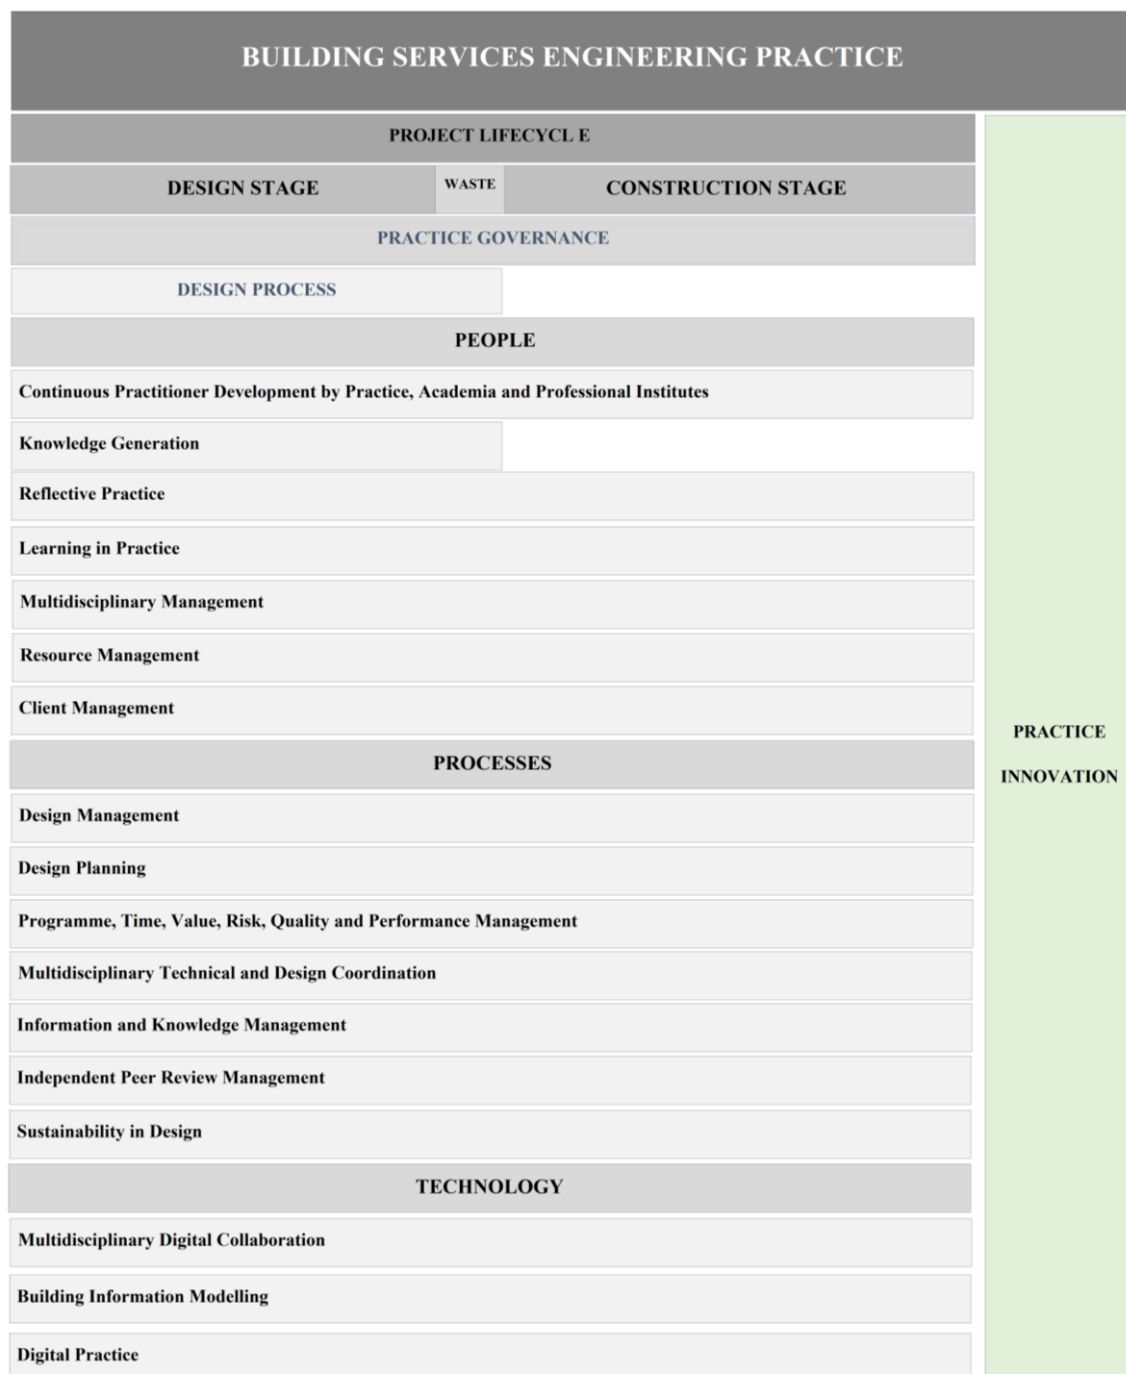 BUILDING SERVICES ENGINEERING PRACTICE
PROJECT LIFECYCL E
DESIGN STAGE
WASTE
CONSTRUCTION STAGE
PRACTICE GOVERNANCE
DESIGN PROCESS
PEOPLE
Continuous Practitioner Development by Practice, Academia and Professional Institutes
Knowledge Generation
Reflective Practice
Learning in Practice
Multidisciplinary Management
Resource Management
Client Management
PROCESSES
Design Management
Design Planning
Programme, Time, Value, Risk, Quality and Performance Management
Multidisciplinary Technical and Design Coordination
Information and Knowledge Management
Independent Peer Review Management
Sustainability in Design
TECHNOLOGY
Multidisciplinary Digital Collaboration
Building Information Modelling
Digital Practice
PRACTICE
INNOVATION